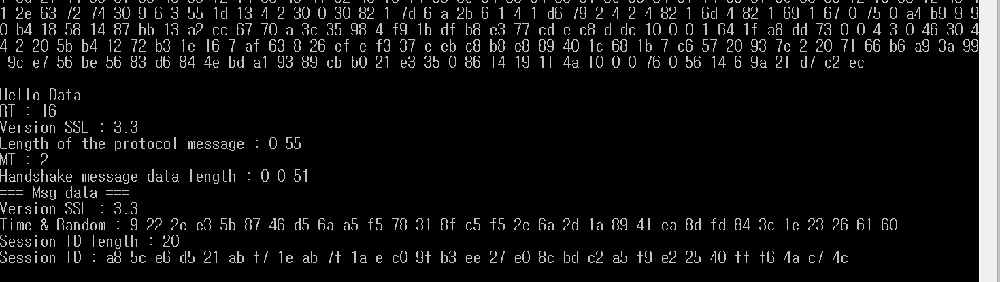 1 2e 63 72 74 30 9 6 3 55 1d 13 4 2 30 0 30 82 1 7d 6 a 2b 6 1 4 1 d6 79 2 4 2 4 82 1 6d 4 82 1 69 1 67 0 75 0 a4 b9 9 9
0 b4 18 58 14 87 bb 13 a2 cc 67 70 a 3c 35 98 4 f9 1b df b8 e3 77 cd e c8 d dc 10 0 0 1 64 1f a8 dd 73 0 0 4 3 0 46 30 4
4 2 20 5b b4 12 72 b3 1e 16 7 af 63 8 26 ef e f3 37 e eb c8 b8 e8 89 40 1c 68 1b 7 c6 57 20 93 7e 2 20 71 66 b6 a9 3a 99
9c e7 56 be 56 83 d6 84 4e bd a1 93 89 cb b0 21 e3 35 0 86 f4 19 1f 4a f0 0 0 76 0 56 14 6 9a 2f d7 c2 ec
Hello Data
RT : 16
Version SSL : 3.3
Length of the protocol message : 0 55
MT : 2
Handshake message data length : 0 0 51
=== Msg data ===
Version SSL : 3.3
Time & Random : 9 22 2e e3 5b 87 46 d5 6a a5 f5 78 31 8f c5 f5 2e 6a 2d 1a 89 41 ea 8d fd 84 3c 1e 23 26 61 60
Session ID length : 20
Session ID : a8 5c e6 d5 21 ab f7 1e ab 7f 1a e c0 9f b3 ee 27 e0 8c bd c2 a5 f9 e2 25 40 ff f6 4a c7 4c